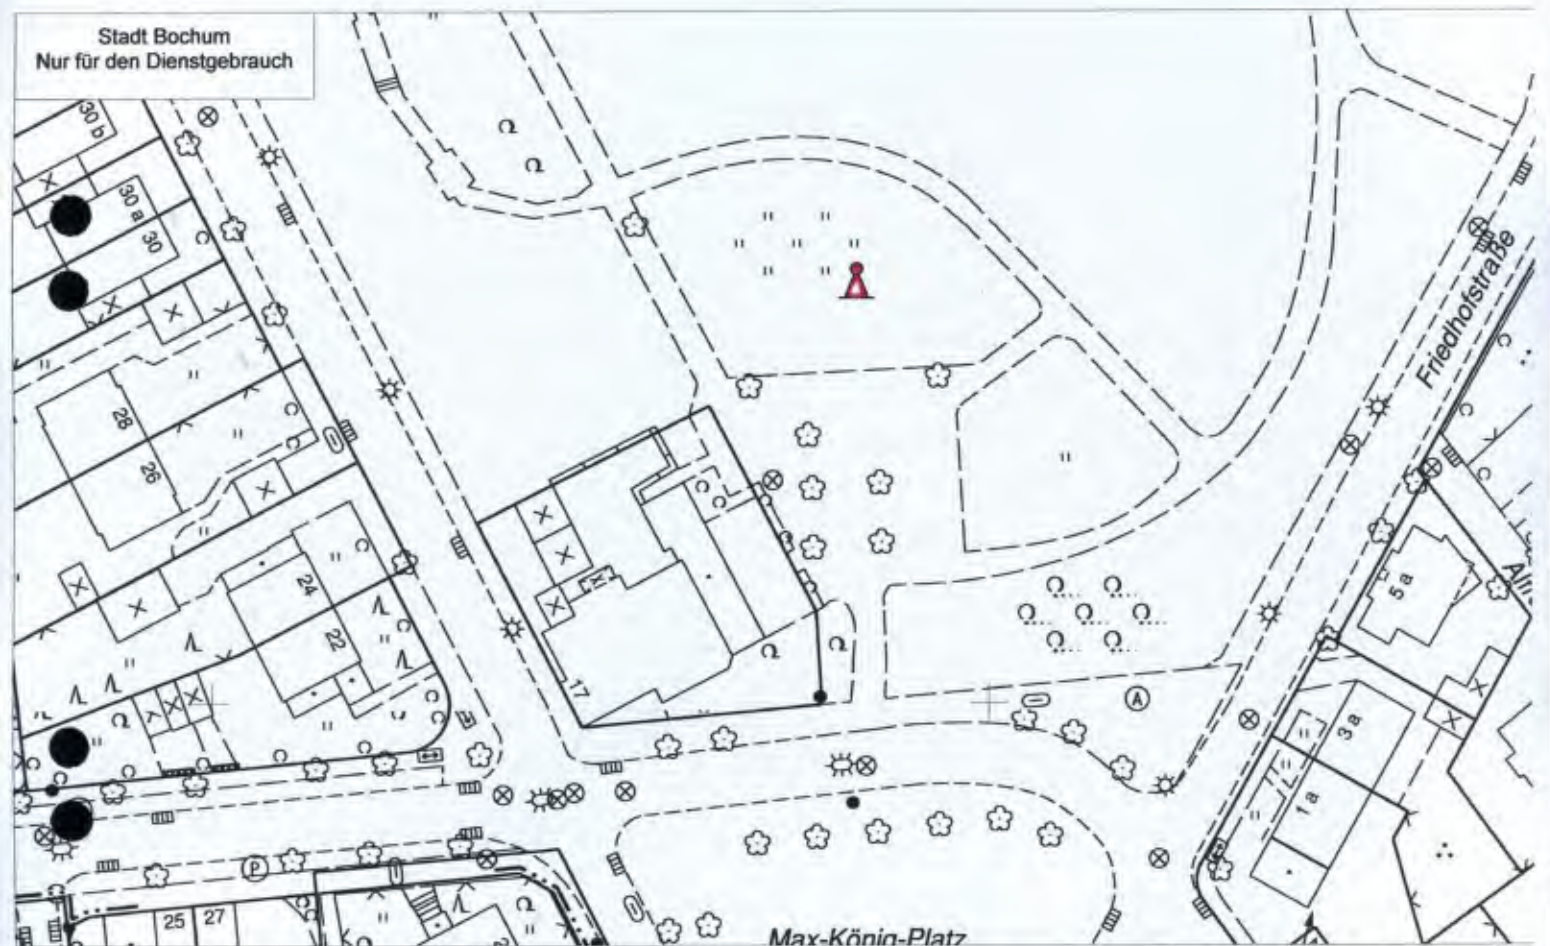 Stadt Bochum
Nur für den Dienstgebrauch
30 b
30 a
30
28
26
24
22
17
Friedhofstraße
5 a
3 a
1 a
A
P
25
27
Max-König-Platz